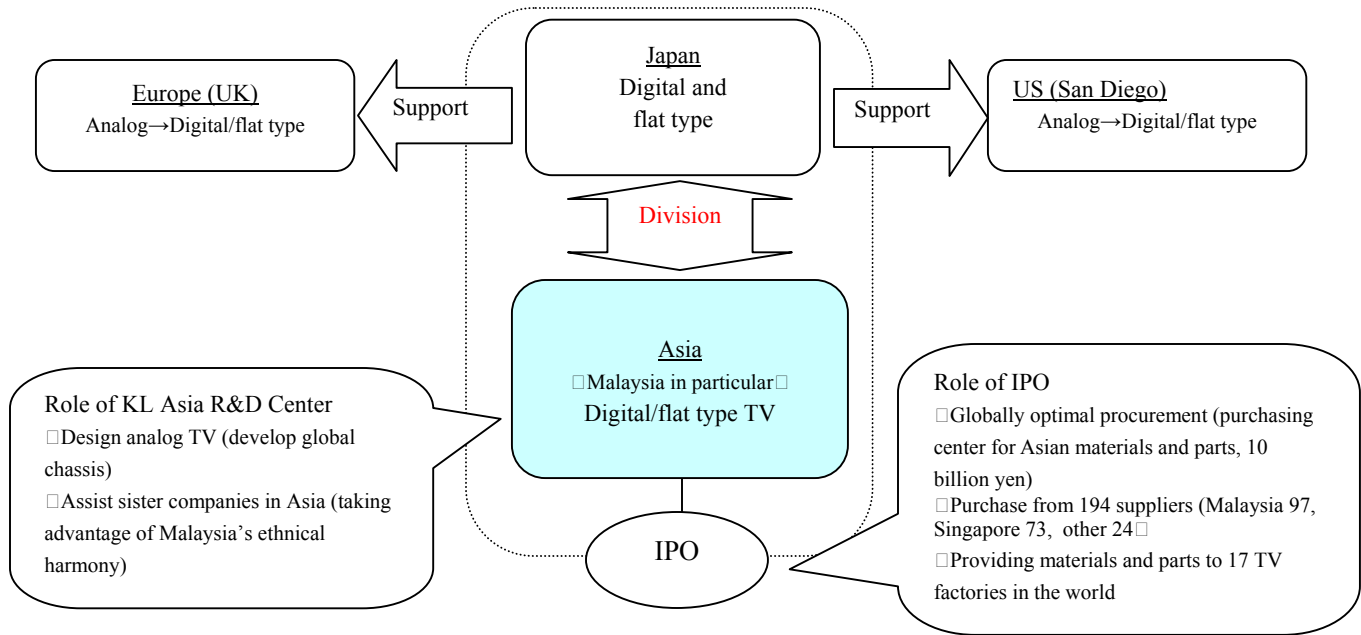 Japan
Digital and
flat type
Europe (UK)
Analog→Digital/flat type
Support
Support
US (San Diego)
Analog→Digital/flat type
Division
Asia
□Malaysia in particular□
Digital/flat type TV
Role of KL Asia R&D Center
□Design analog TV (develop global
chassis)
□Assist sister companies in Asia (taking
advantage of Malaysia’s ethnical
harmony)
IPO
Role of IPO
□Globally optimal procurement (purchasing
center for Asian materials and parts, 10
billion yen)
□Purchase from 194 suppliers (Malaysia 97,
Singapore 73, other 24□
□Providing materials and parts to 17 TV
factories in the world